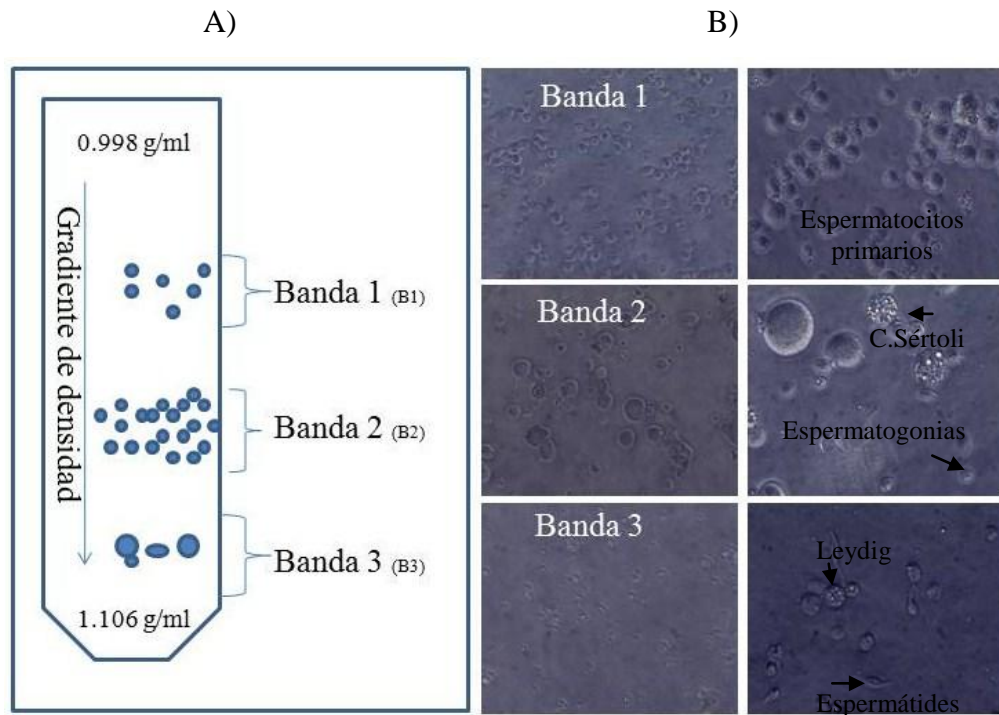 A)
B)
0.998 g/ml
Gradiente de densidad
Banda 1 (B1)
Banda 2 (B2)
Banda 3 (B3)
1.106 g/ml
Banda 1
Espermatocitos
primarios
Banda 2
C.Sértoli
Espermatogonias
Banda 3
Leydig
Espermátides